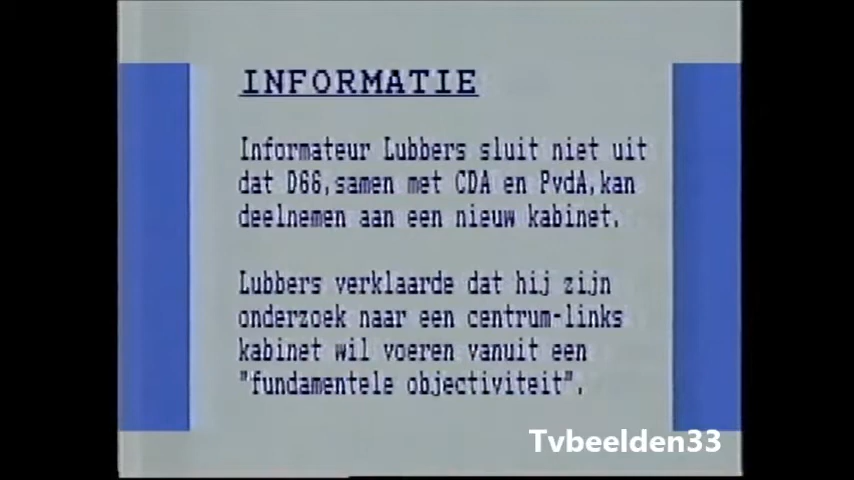 INFORMATIE
Informateur Lubbers sluit niet uit
dat D66,samen met CDA en PvdA,kan
deelnemen aan een nieuw kabinet.
Lubbers verklaarde dat hij zijn
onderzoek naar een centrum-links
kabinet wil voeren vanuit een
"fundamentele objectiviteit".
Tvbeelden33